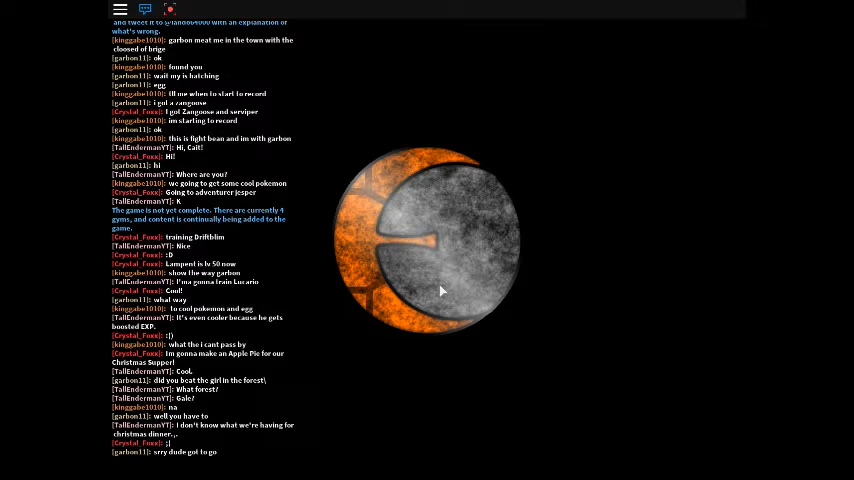 and tweet it to @lando64000 with an explanation of
what's wrong.
[kinggabe1010]: garbon meat me in the town with the
cloosed of brige
[garbon11]: ok
[kinggabe1010]: found you
[garbon11]: wait my is hatching
[garbon11]: egg
[kinggabe1010]: tll me when to start to record
[garbon11]: i got a zangoose
[Crystal_Foxx]: I got Zangoose and serviper
[kinggabe1010]: im starting to record
[garbon11]: ok
[kinggabe1010]: this is fight bean and im with garbon
[TallEndermanYT]: Hi, Cait!
[Crystal_Foxx]: Hi!
[garbon11]: hi
[TallEndermanYT]: Where are you?
[kinggabe1010]: we going to get some cool pokemon
[Crystal_Foxx]: Going to adventurer jesper
[TallEndermanYT]: K
The game is not yet complete. There are currently 4
gyms, and content is continually being added to the
game.
[Crystal_Foxx]: training Driftblim
[TallEndermanYT]: Nice
[Crystal_Foxx]: :D
[Crystal_Foxx]: Lampent is lv 50 now
[kinggabe1010]: show the way garbon
[TallEndermanYT]: I'ma gonna train Lucario
[Crystal_Foxx]: Cool!
[garbon11]: what way
[kinggabe1010]: to cool pokemon and egg
[TallEndermanYT]: It's even cooler because he gets
boosted EXP.
[Crystal_Foxx]: :))
[kinggabe1010]: what the i cant pass by
[Crystal_Foxx]: Im gonna make an Apple Pie for our
Christmas Supper!
[TallEndermanYT]: Cool.
[garbon11]: did you beat the girl in the forest\
[TallEndermanYT]: What forest?
[TallEndermanYT]: Gale?
[kinggabe1010]: na
[garbon11]: well you have to
[TallEndermanYT]: I don't know what we're having for
christmas dinner.,.
[Crystal_Foxx]: ;(
[garbon11]: srry dude got to go